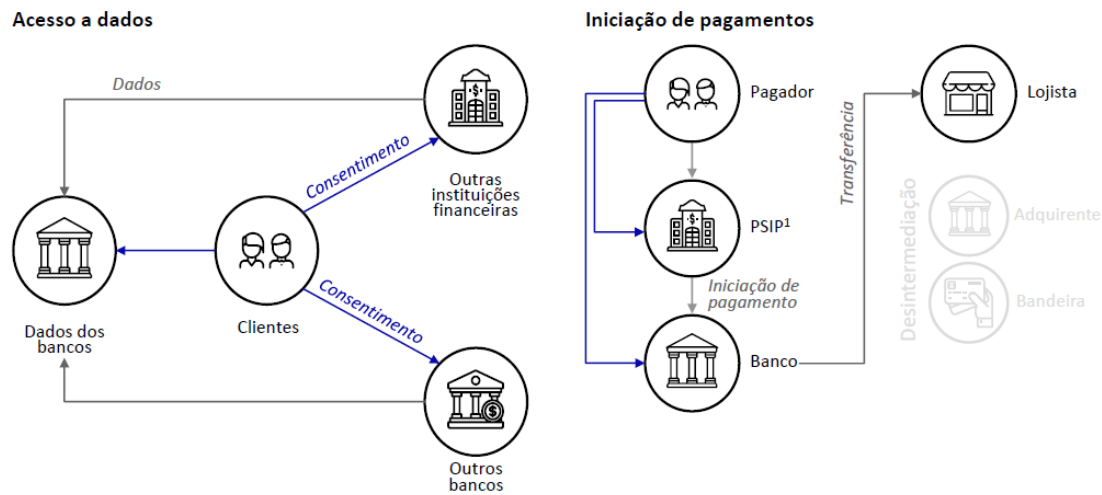 Acesso a dados
Dados
Consentimento
Outras
instituições
financeiras
Clientes
Dados dos
bancos
Consentimento
Outros
bancos
Iniciação de pagamentos
Pagador
Lojista
Transferência
PSIP¹
Iniciação de
pagamento
Banco
Desintermediação
Adquirente
Bandeira